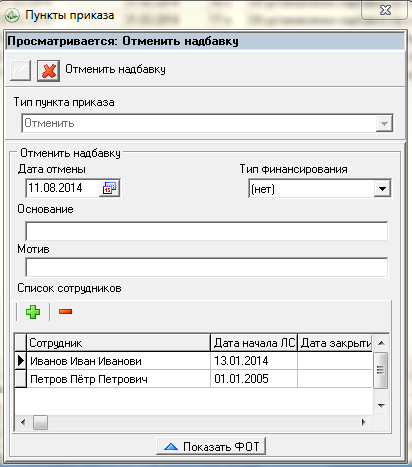 Пункты приказа
Просматривается: Отменить надбавку
Отменить надбавку
Тип пункта приказа
Отменить
Отменить надбавку
Дата отмены Тип финансирования
11.08.2014 15 (нет)
Основание
Мотив
Список сотрудников
Сотрудник Дата начала ЛС Дата закрыти
Иванов Иван Иванови 13.01.2014
Петров Пётр Петрович 01.01.2005
Показать ФОТ